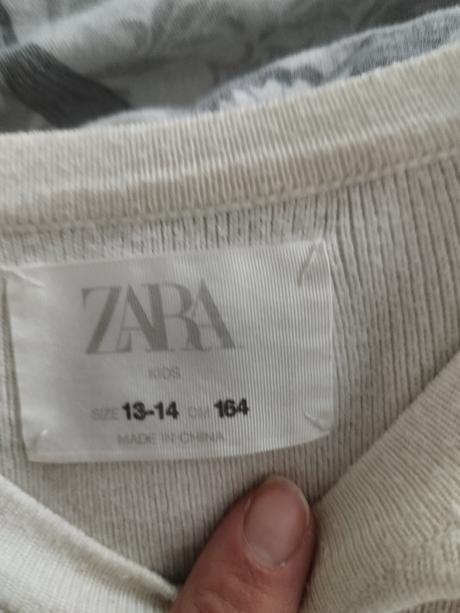 ZARA
KIDS
SIZE 13-14 CM 164
MADE IN CHINA